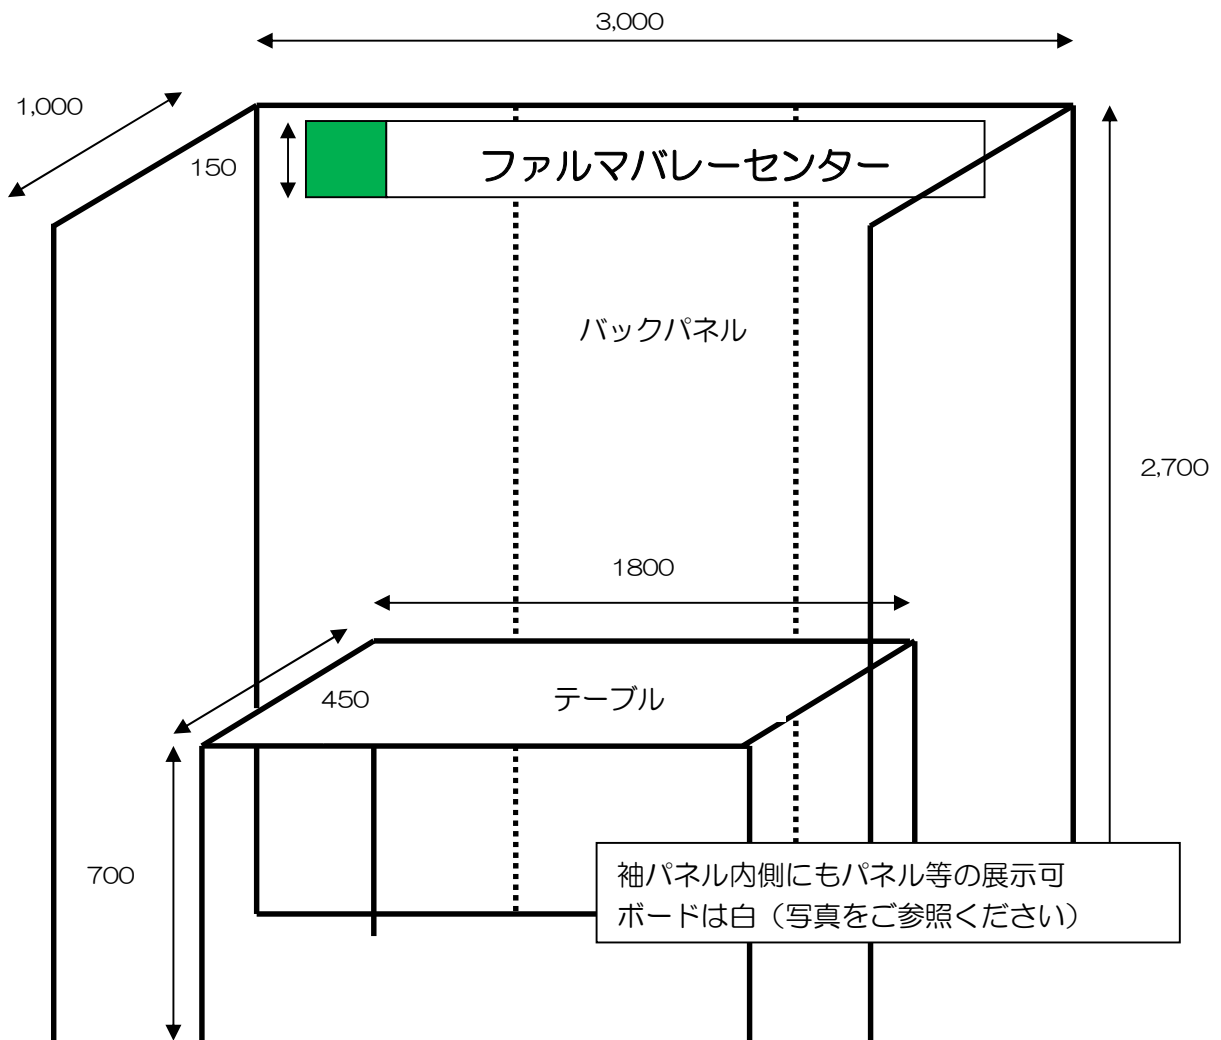 3,000
1,000
150
ファルマバレーセンター
バックパネル
2,700
1800
450
テーブル
700
袖パネル内側にもパネル等の展示可
ボードは白（写真をご参照ください）